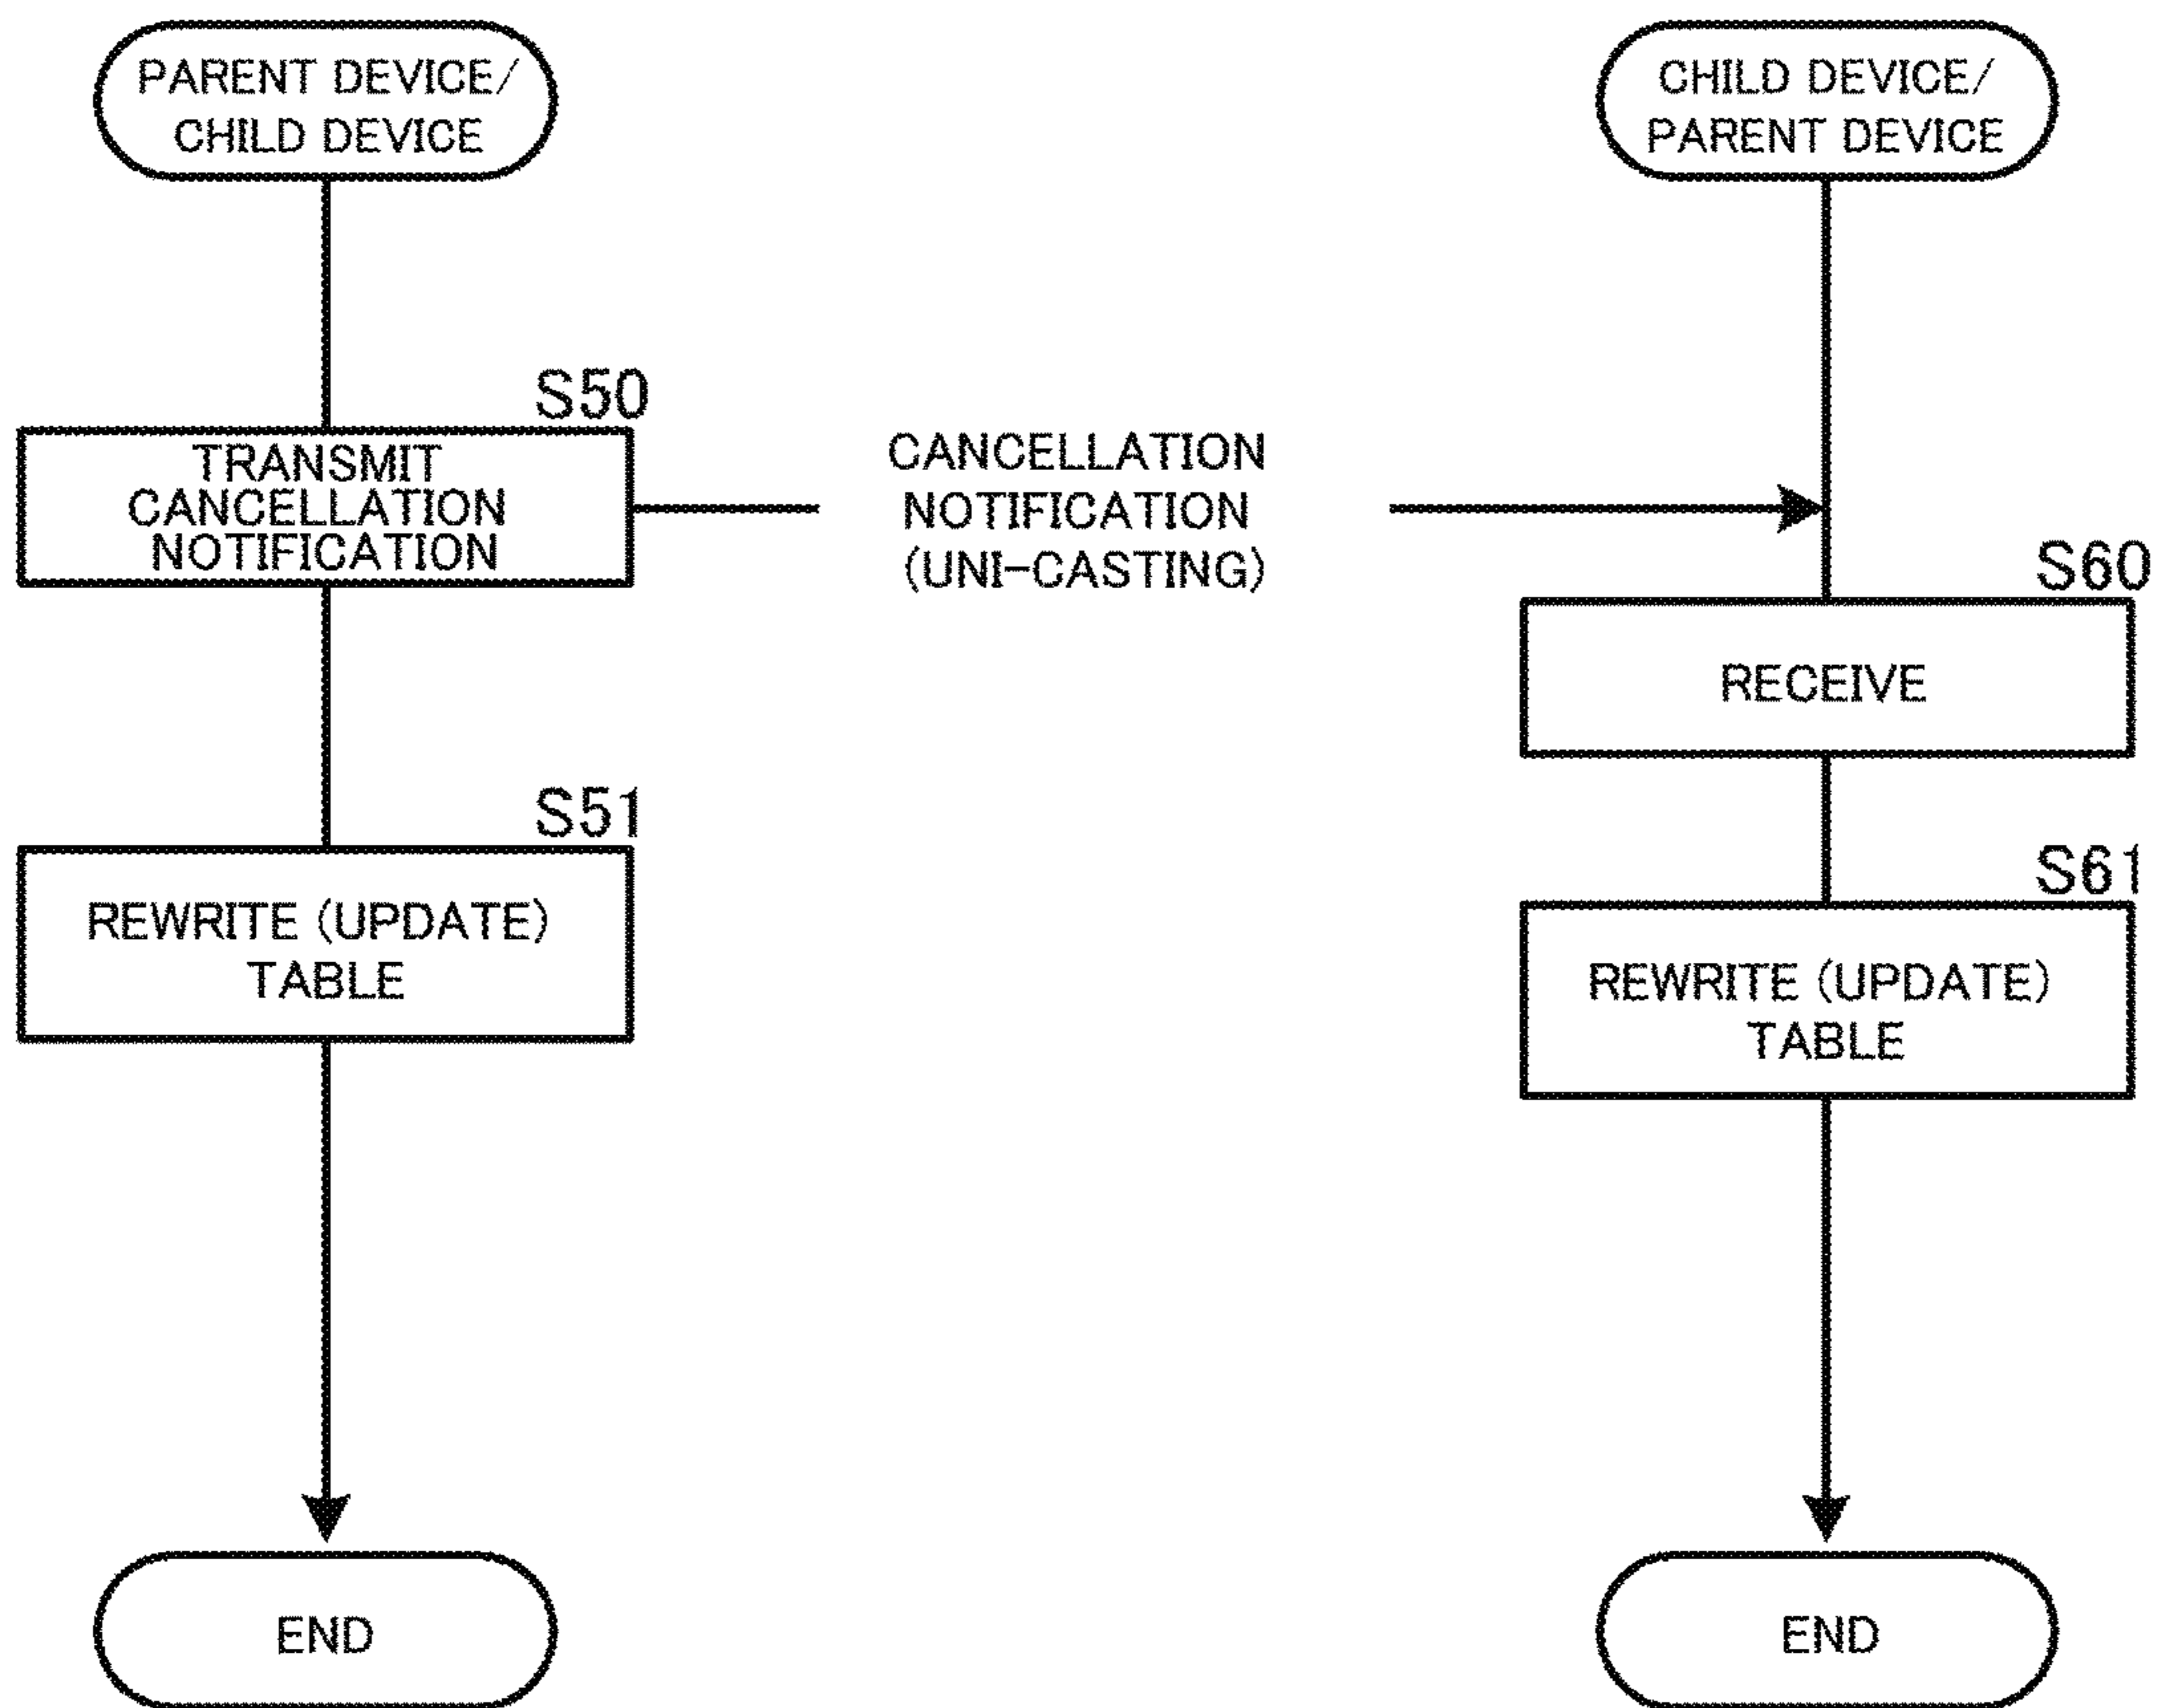 PARENT DEVICE/
CHILD DEVICE
S50
TRANSMIT
CANCELLATION
NOTIFICATION
S51
REWRITE (UPDATE)
TABLE
END
CANCELLATION
NOTIFICATION
(UNI-CASTING)
CHILD DEVICE/
PARENT DEVICE
S60
RECEIVE
S61
REWRITE (UPDATE)
TABLE
END